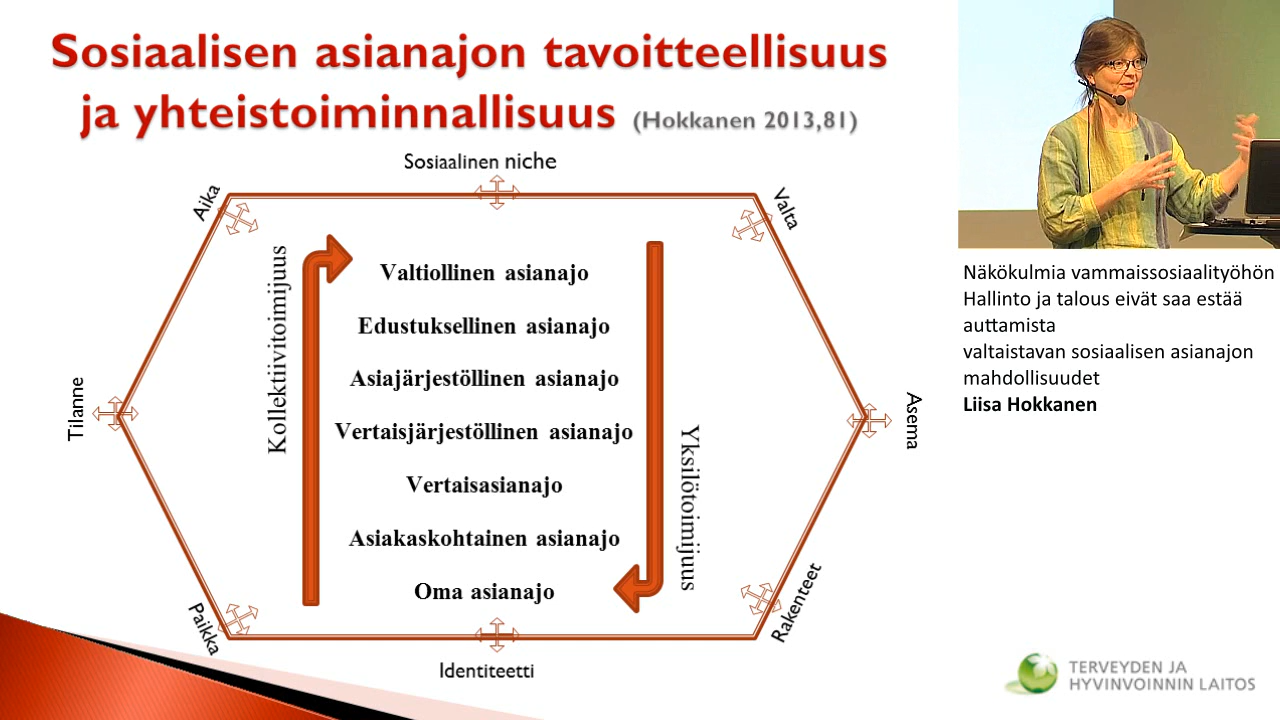 Sosiaalisen asianajon tavoitteellisuus
ja yhteistoiminnallisuus (Hokkanen 2013,81)
Sosiaalinen niche
Aika
Valta
Kollektiivitoimijuus
Valtiollinen asianajo
Edustuksellinen asianajo
Asiajärjestöllinen asianajo
Vertaisjärjestöllinen asianajo
Vertaisasianajo
Asiakaskohtainen asianajo
Oma asianajo
Yksilötoimijuus
Tilanne
Asema
Paikka
Rakenteet
Identiteetti
Näkökulmia vammaissosiaalityöhön
Hallinto ja talous eivät saa estää
auttamista
valtaistavan sosiaalisen asianajon
mahdollisuudet
Liisa Hokkanen
TERVEYDEN JA
HYVINVOINNIN LAITOS